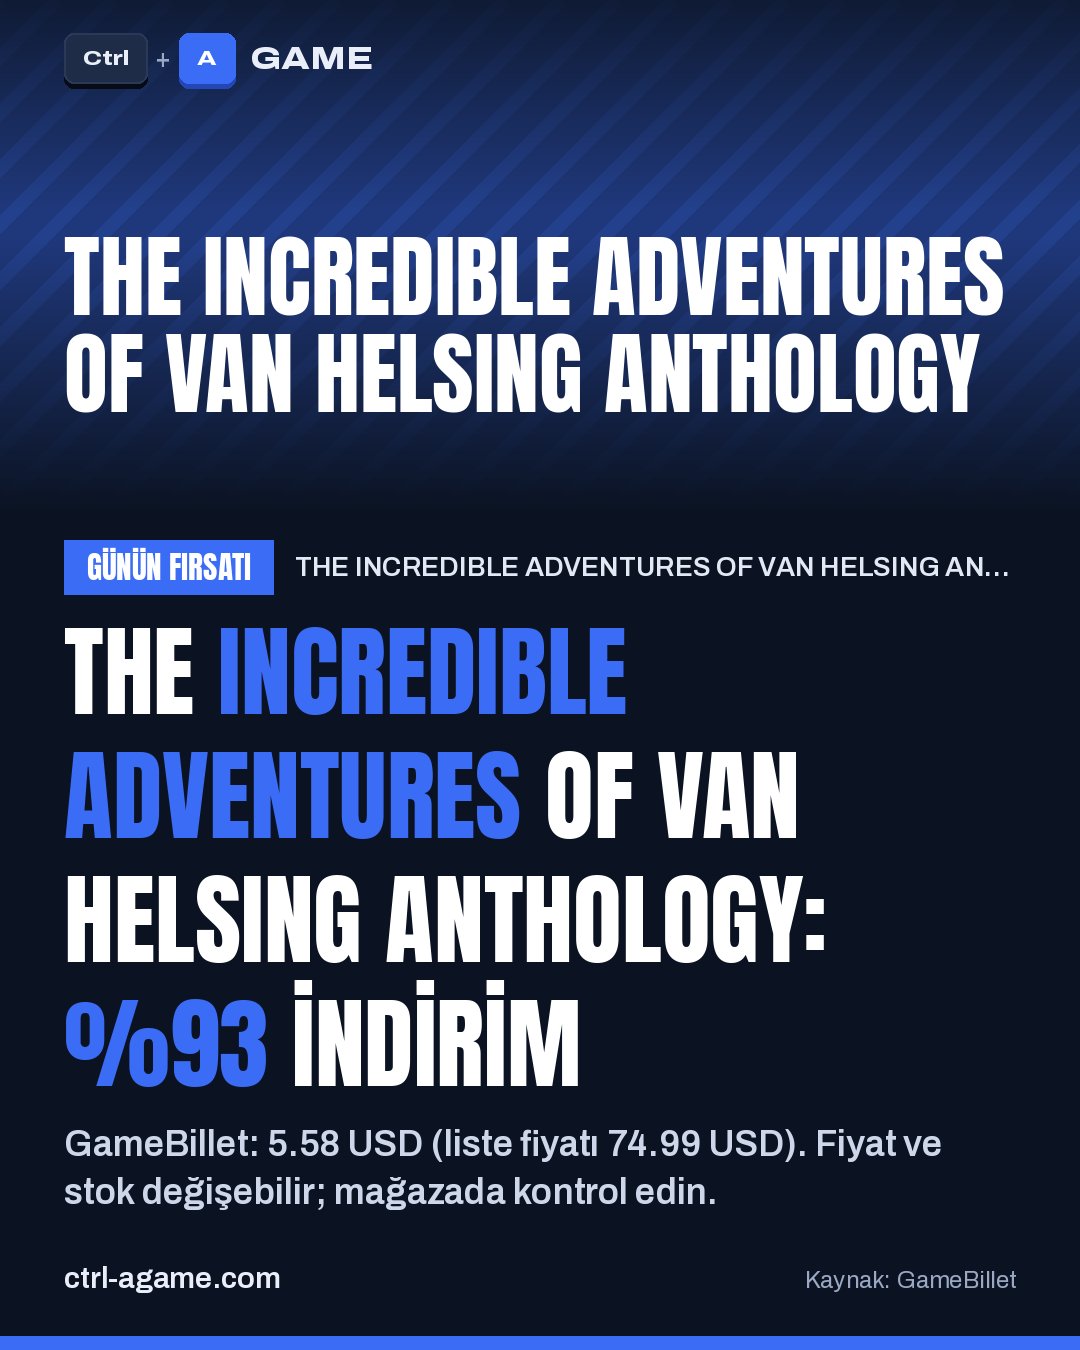 Ctrl + A GAME
THE INCREDIBLE ADVENTURES
OF VAN HELSING ANTHOLOGY
GÜNÜN FIRSATI THE INCREDIBLE ADVENTURES OF VAN HELSING AN...
THE INCREDIBLE
ADVENTURES OF VAN
HELSING ANTHOLOGY:
%93 İNDİRİM
GameBillet: 5.58 USD (liste fiyatı 74.99 USD). Fiyat ve
stok değişebilir; mağazada kontrol edin.
ctrl-agame.com
Kaynak: GameBillet